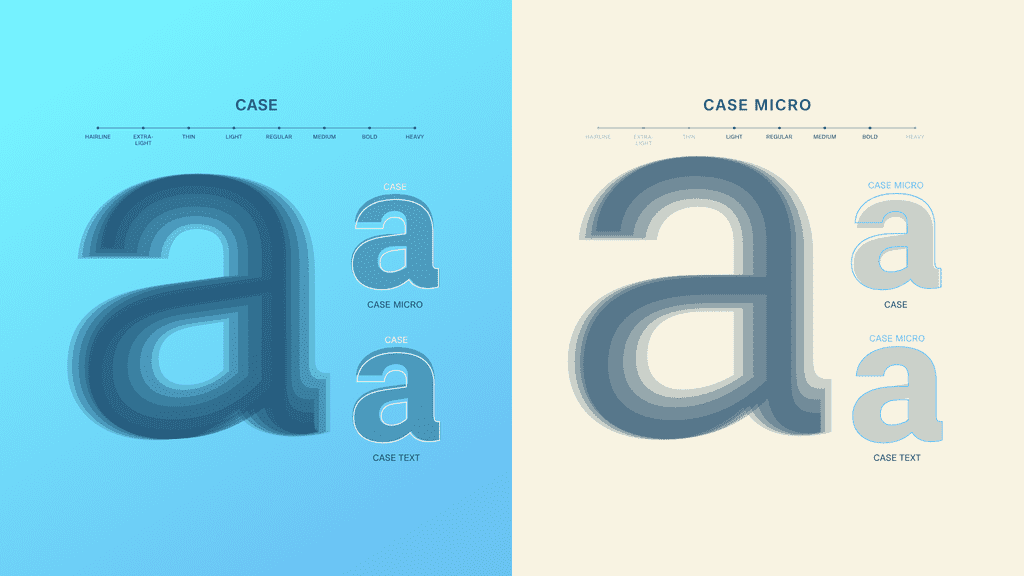 CASE
HAIRLINE EXTRA- THIN LIGHT REGULAR MEDIUM BOLD HEAVY
LIGHT
a
CASE
a
CASE MICRO
CASE
a
CASE TEXT
CASE MICRO
HAIRLINE EXTRA- THIN LIGHT REGULAR MEDIUM BOLD HEAVY
LIGHT
a
CASE MICRO
a
CASE
CASE MICRO
a
CASE TEXT